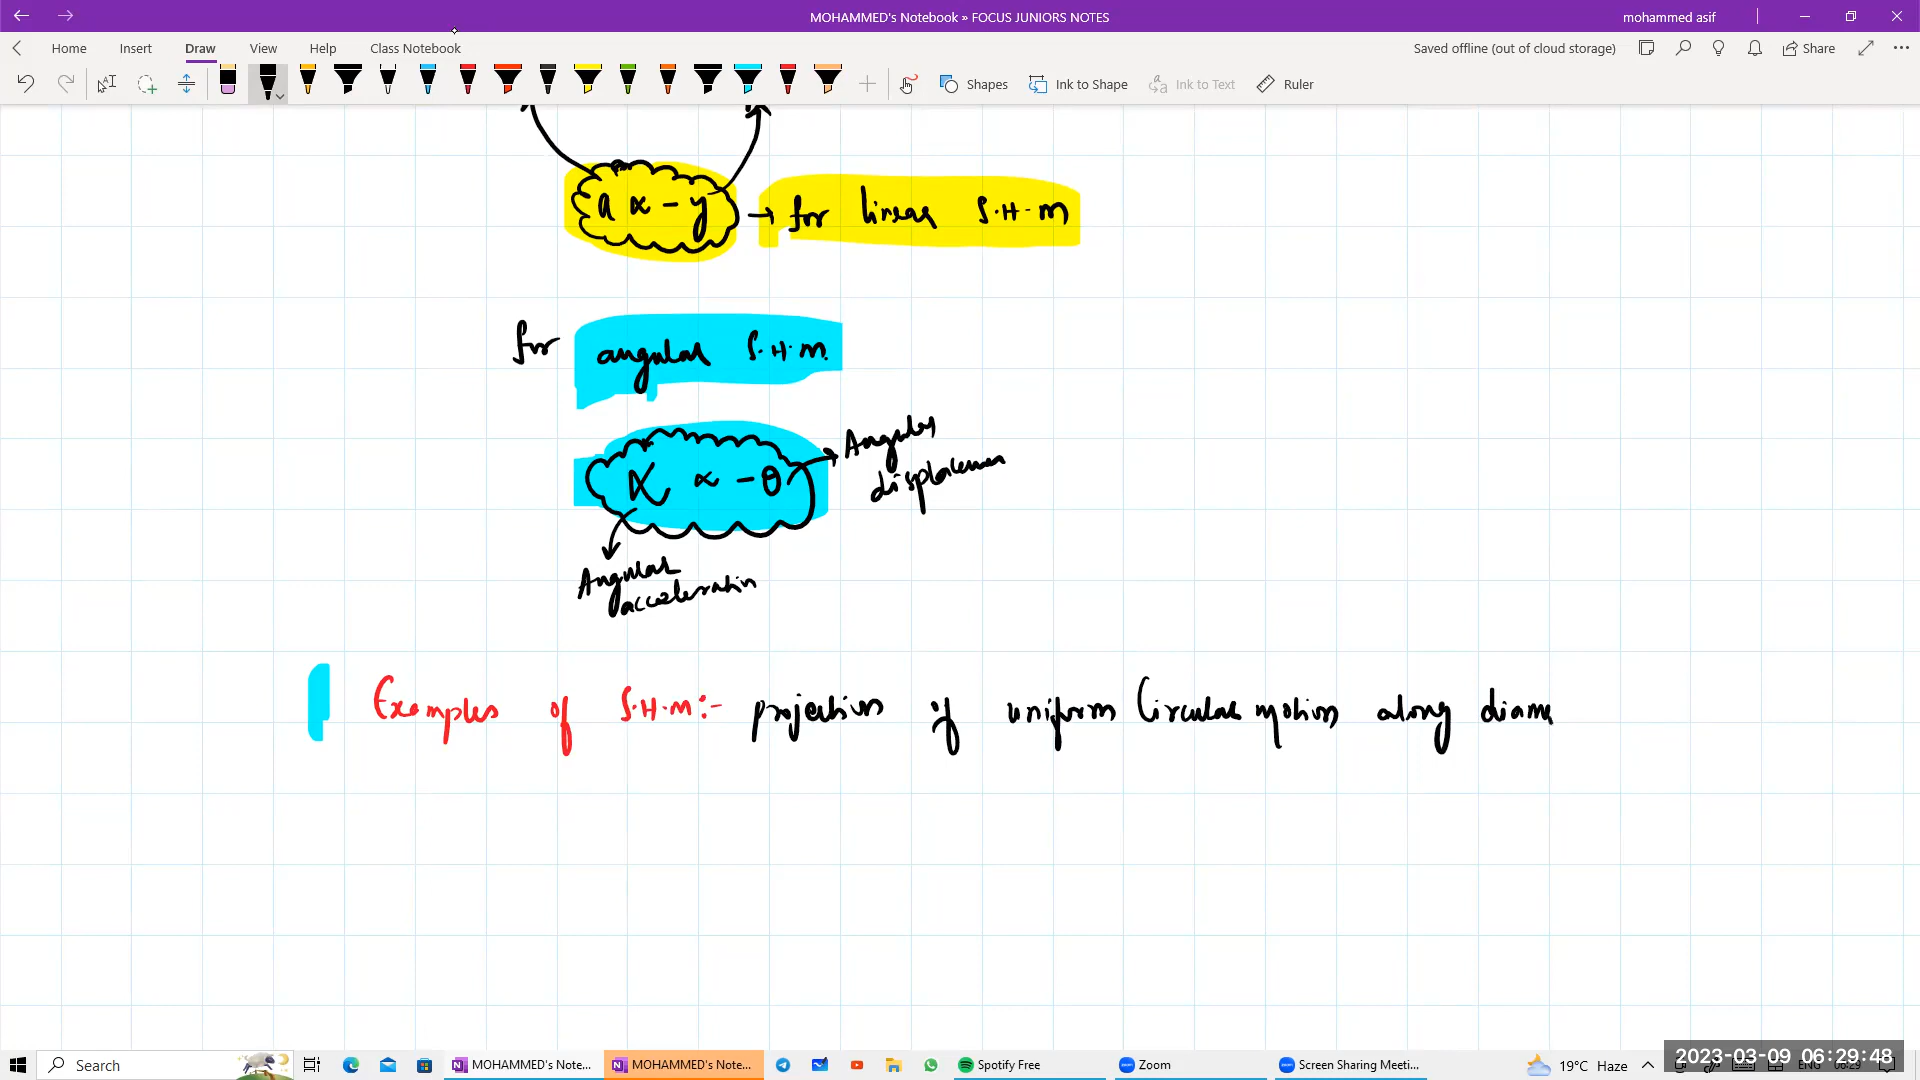 MOHAMMED's Notebook » FOCUS JUNIORS NOTES
mohammed asif
Home Insert Draw View Help Class Notebook
Saved offline (out of cloud storage)
Share
Shapes Ink to Shape Ink to Text Ruler
a ∝ - y → for linear S.H.M
for angular S.H.M.
α ∝ - θ
Angular
displacemen
Angular
acceleration
Examples of S.H.M:- projection of uniform Circular motion along diame
Search
MOHAMMED's Note...
MOHAMMED's Note...
Spotify Free
Zoom
Screen Sharing Meeti...
19°C Haze
2023-03-09 06:29:48